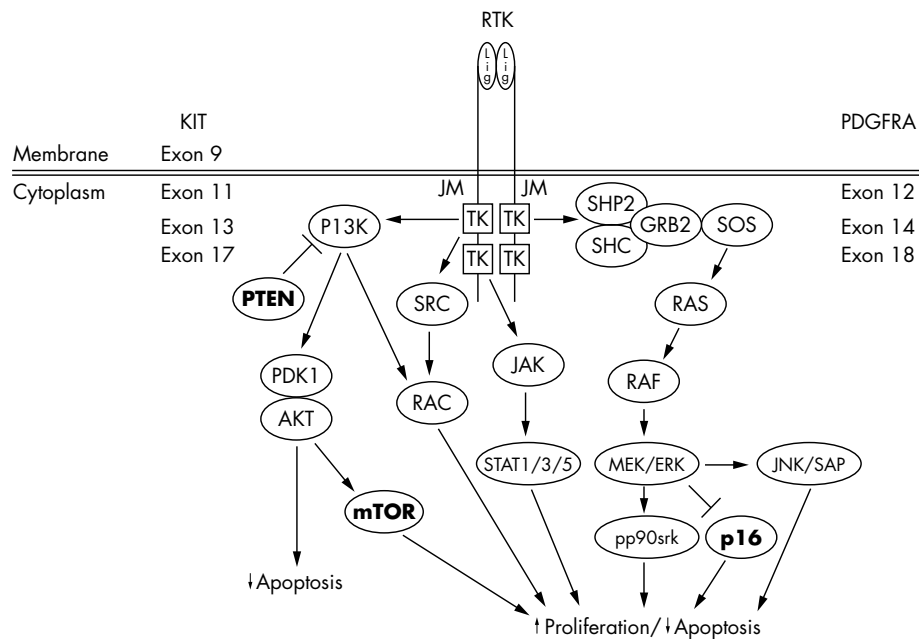 RTK
Lig Lig
KIT PDGFRA
Membrane Exon 9
Cytoplasm Exon 11 JM JM Exon 12
SHP2
Exon 13 P13K TK TK GRB2 SOS Exon 14
SHC
Exon 17 TK TK Exon 18
PTEN SRC RAS
JAK
PDK1 RAF
RAC
AKT
STAT1/3/5 MEK/ERK JNK/SAP
mTOR
pp90srk p16
↓Apoptosis
↑Proliferation/↓Apoptosis